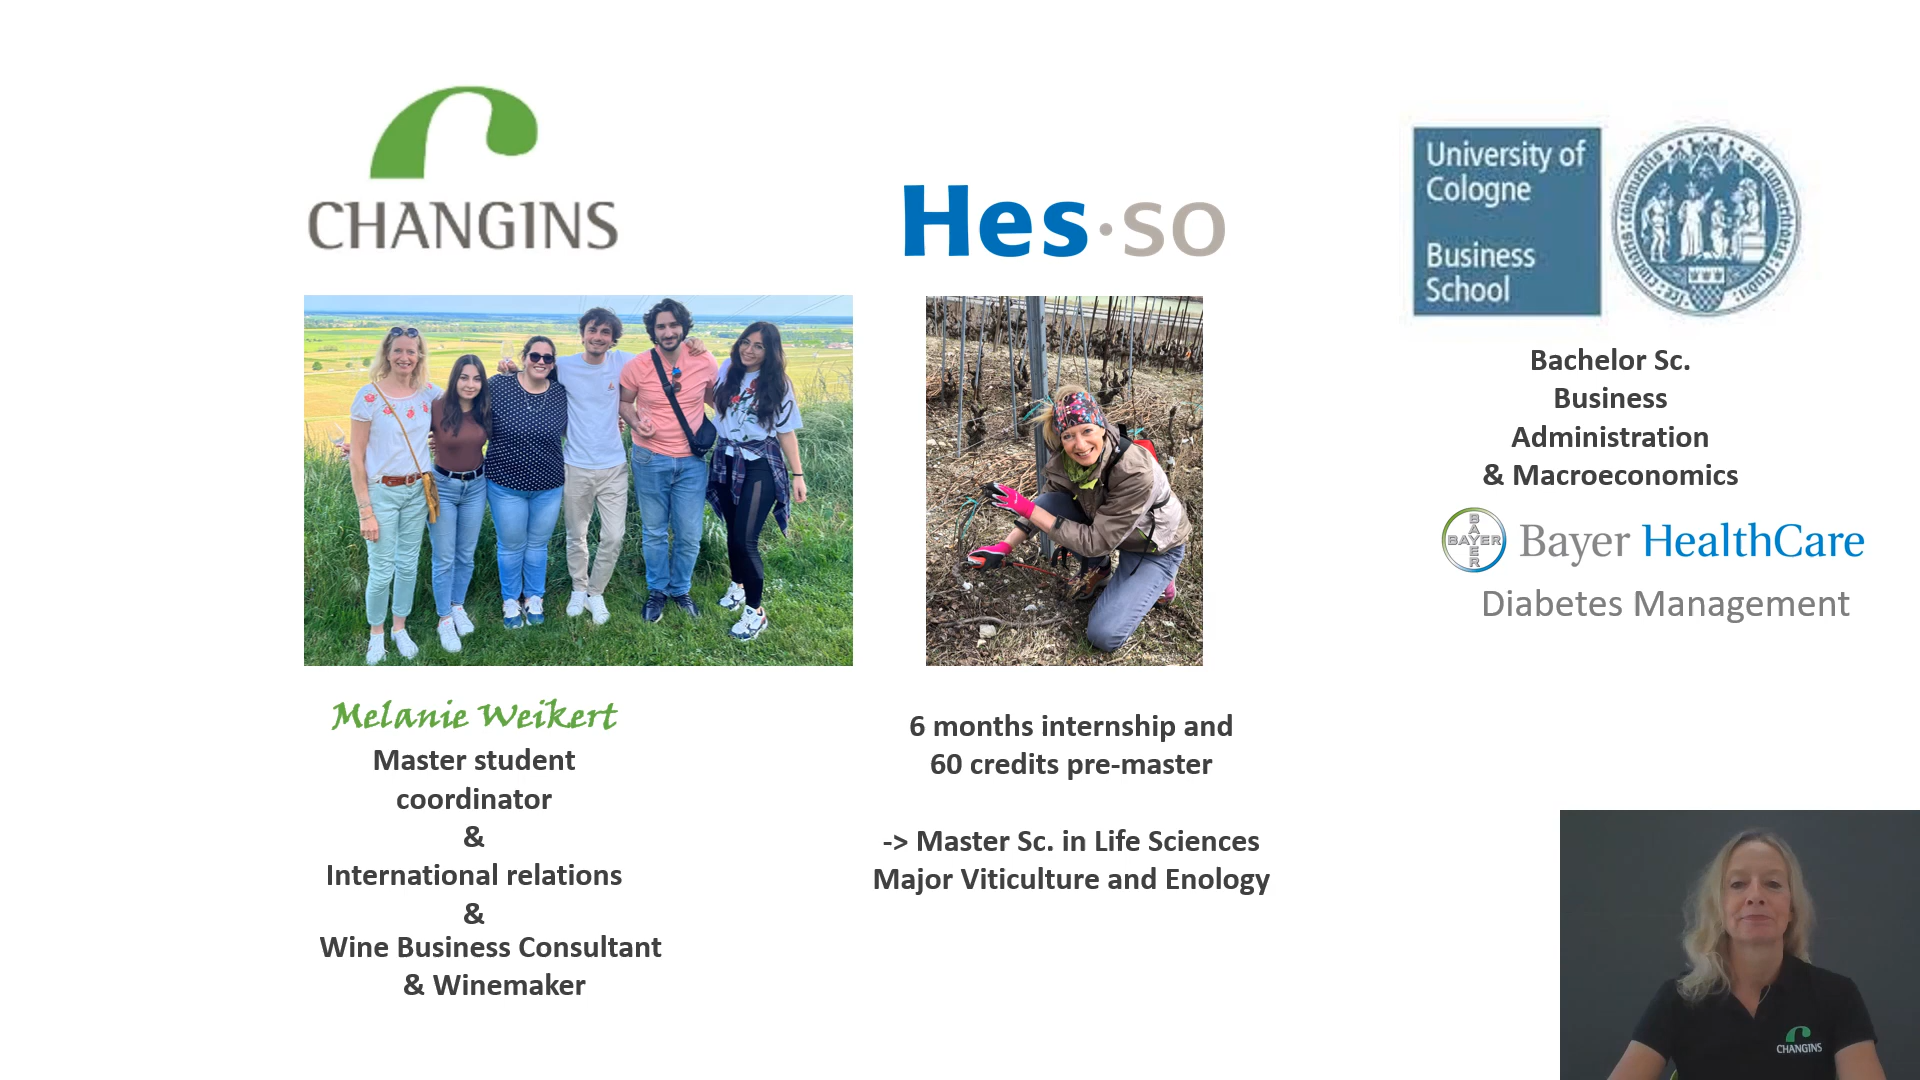 CHANGINS
Melanie Weikert
Master student
coordinator
&
International relations
&
Wine Business Consultant
& Winemaker
Hes·so
6 months internship and
60 credits pre-master
-> Master Sc. in Life Sciences
Major Viticulture and Enology
University of
Cologne
Business
School
Bachelor Sc.
Business
Administration
& Macroeconomics
BAYER
BAYER
Bayer HealthCare
Diabetes Management
CHANGINS